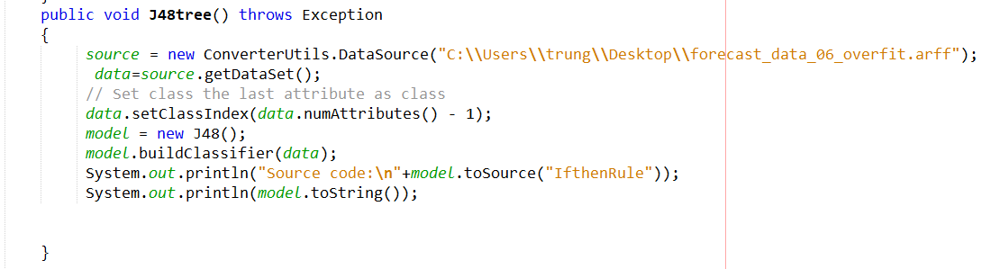 public void J48tree() throws Exception
{
source = new ConverterUtils.DataSource("C:\\Users\\trung\\Desktop\\forecast_data_06_overfit.arff");
data=source.getDataSet();
// Set class the last attribute as class
data.setClassIndex(data.numAttributes() - 1);
model = new J48();
model.buildClassifier(data);
System.out.println("Source code:\n"+model.toSource("IfthenRule"));
System.out.println(model.toString());
}